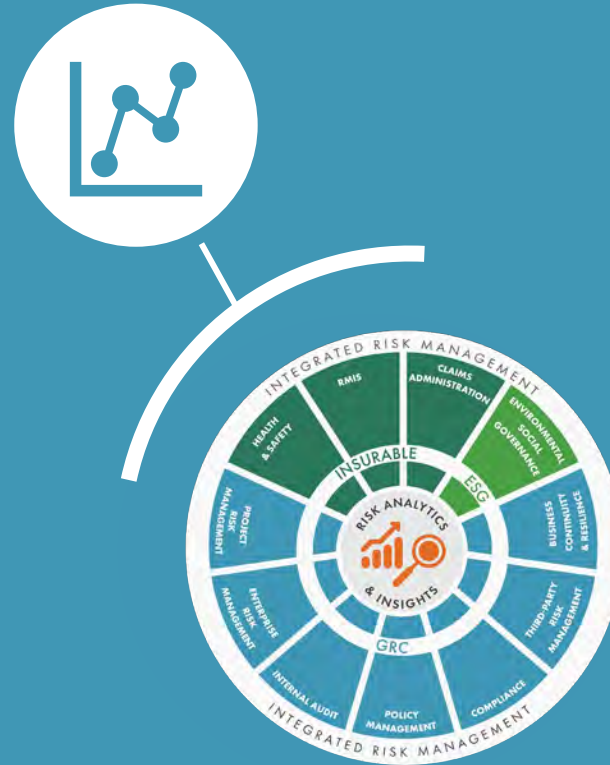 INTEGRATED RISK MANAGEMENT
HEALTH
& SAFETY
RMIS
CLAIMS
ADMINISTRATION
ENVIRONMENTAL
SOCIAL
GOVERNANCE
BUSINESS
CONTINUITY
& RESILIENCE
THIRD-PARTY
RISK
MANAGEMENT
COMPLIANCE
POLICY
MANAGEMENT
INTERNAL AUDIT
ENTERPRISE
RISK
MANAGEMENT
PROJECT
RISK
MANAGEMENT
INSURABLE
ESG
GRC
RISK ANALYTICS
& INSIGHTS
INTEGRATED RISK MANAGEMENT